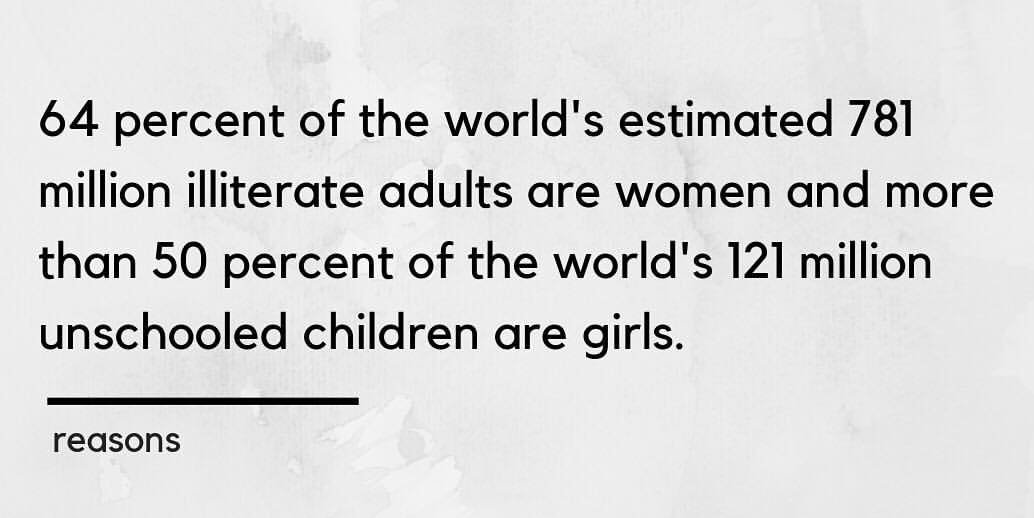 64 percent of the world's estimated 781
million illiterate adults are women and more
than 50 percent of the world's 121 million
unschooled children are girls.
reasons